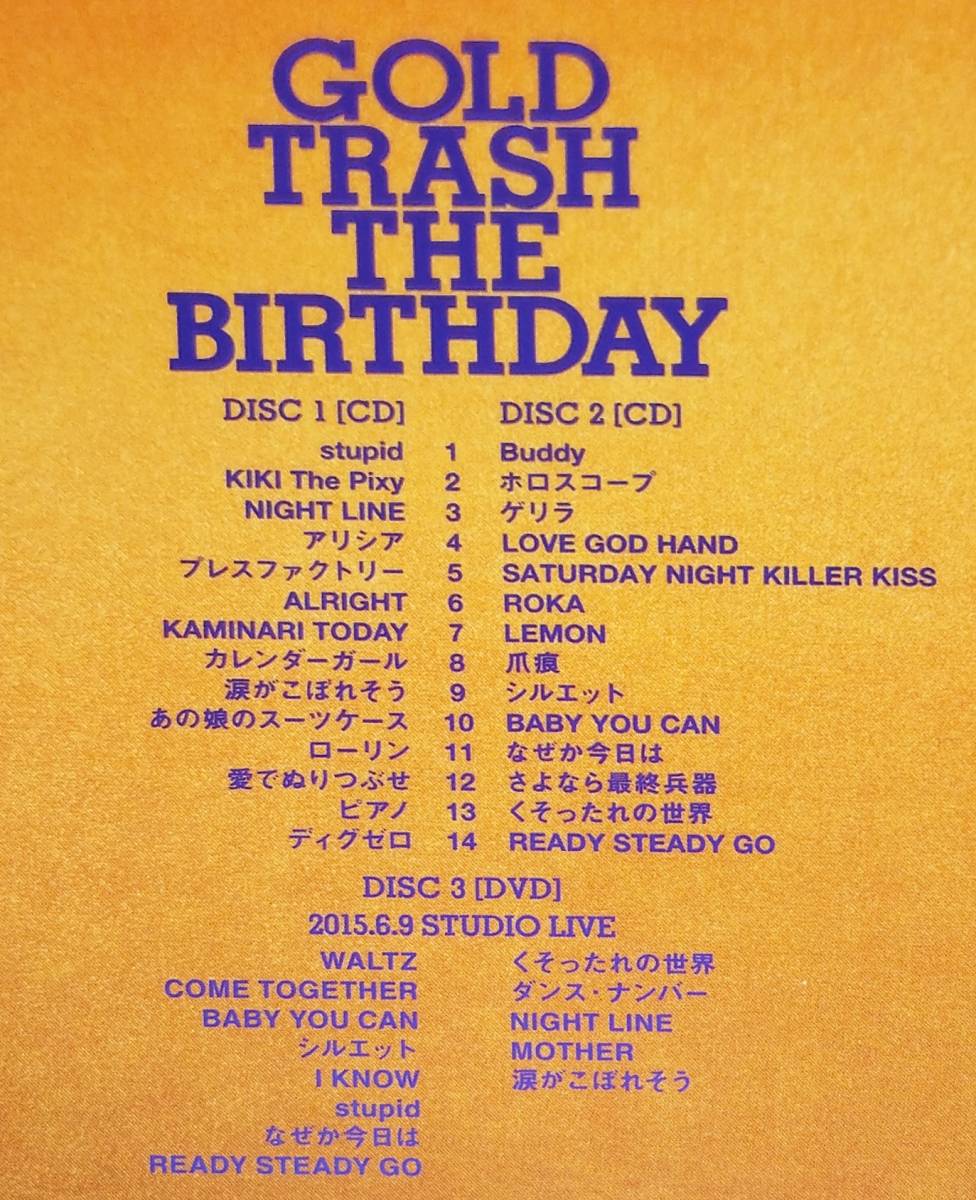 GOLD
TRASH
THE
BIRTHDAY
DISC 1 [CD] DISC 2 [CD]
stupid 1 Buddy
KIKI The Pixy 2 ホロスコープ
NIGHT LINE 3 ゲリラ
アリシア 4 LOVE GOD HAND
プレスファクトリー 5 SATURDAY NIGHT KILLER KISS
ALRIGHT 6 ROKA
KAMINARI TODAY 7 LEMON
カレンダーガール 8 爪痕
涙がこぼれそう 9 シルエット
あの娘のスーツケース 10 BABY YOU CAN
ローリン 11 なぜか今日は
愛でぬりつぶせ 12 さよなら最終兵器
ピアノ 13 くそったれの世界
ディグゼロ 14 READY STEADY GO
DISC 3 [DVD]
2015.6.9 STUDIO LIVE
WALTZ くそったれの世界
COME TOGETHER ダンス・ナンバー
BABY YOU CAN NIGHT LINE
シルエット MOTHER
I KNOW 涙がこぼれそう
stupid
なぜか今日は
READY STEADY GO